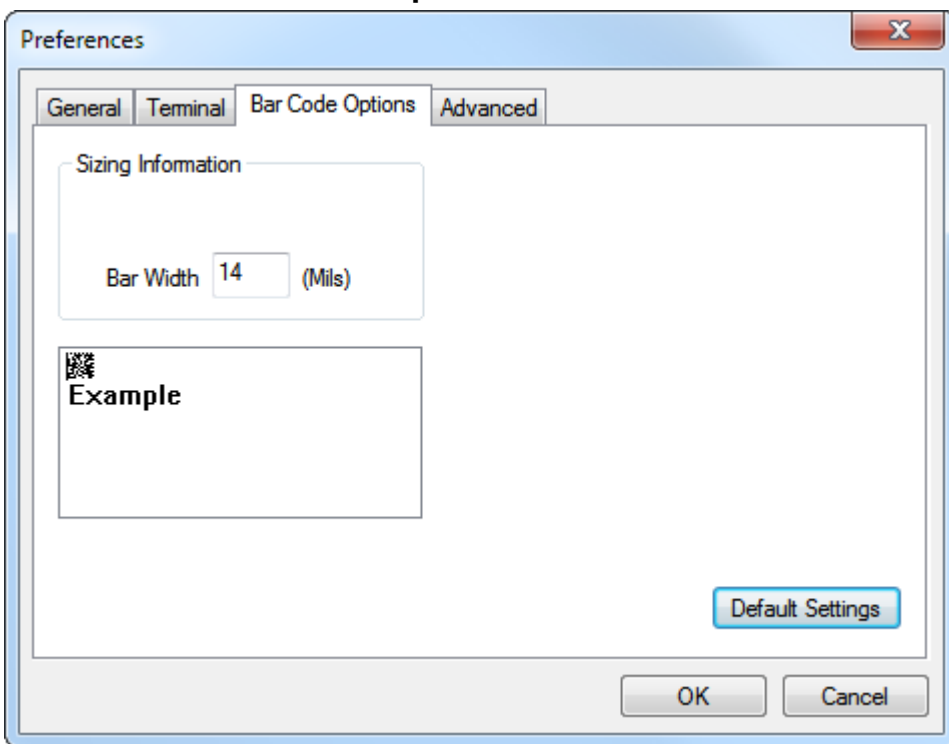 Preferences
General Terminal Bar Code Options Advanced
Sizing Information
Bar Width 14 (Mils)
Example
Default Settings
OK Cancel